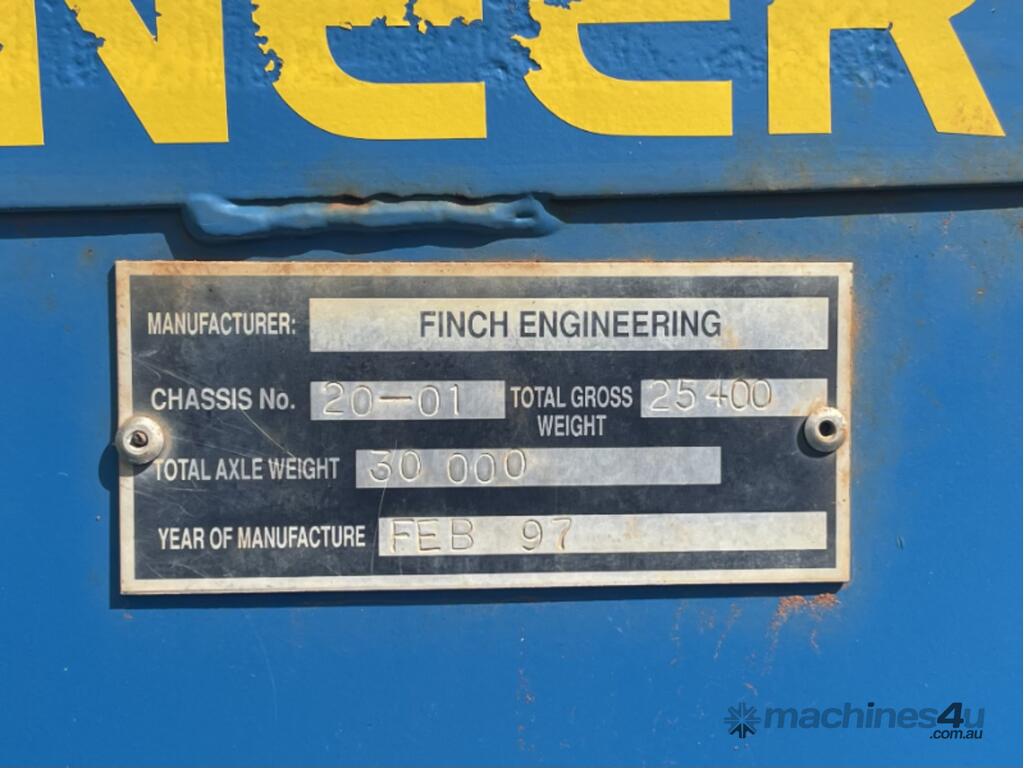 NEER
MANUFACTURER: FINCH ENGINEERING
CHASSIS No. 20-01 TOTAL GROSS WEIGHT 25400
TOTAL AXLE WEIGHT 30 000
YEAR OF MANUFACTURE FEB 97
machines4u
.com.au